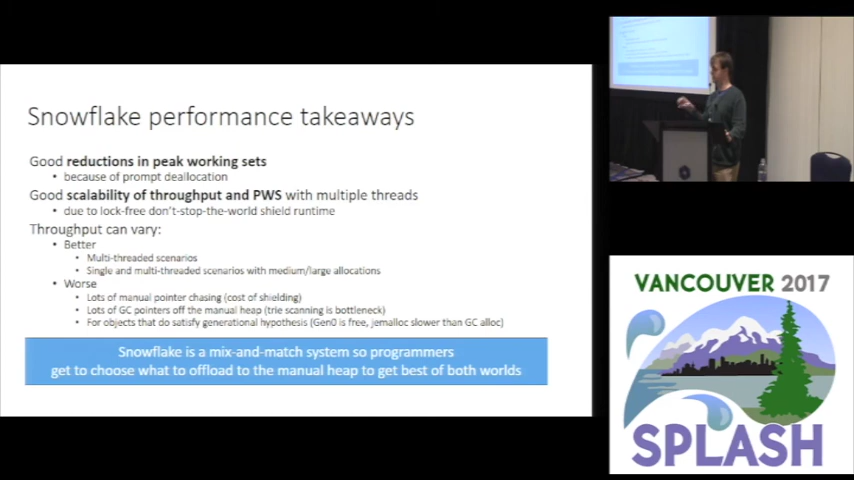 Snowflake performance takeaways
Good reductions in peak working sets
• because of prompt deallocation
Good scalability of throughput and PWS with multiple threads
• due to lock-free don't-stop-the-world shield runtime
Throughput can vary:
• Better
• Multi-threaded scenarios
• Single and multi-threaded scenarios with medium/large allocations
• Worse
• Lots of manual pointer chasing (cost of shielding)
• Lots of GC pointers off the manual heap (trie scanning is bottleneck)
• For objects that do satisfy generational hypothesis (Gen0 is free, jemalloc slower than GC alloc)
Snowflake is a mix-and-match system so programmers
get to choose what to offload to the manual heap to get best of both worlds
VANCOUVER 2017
SPLASH